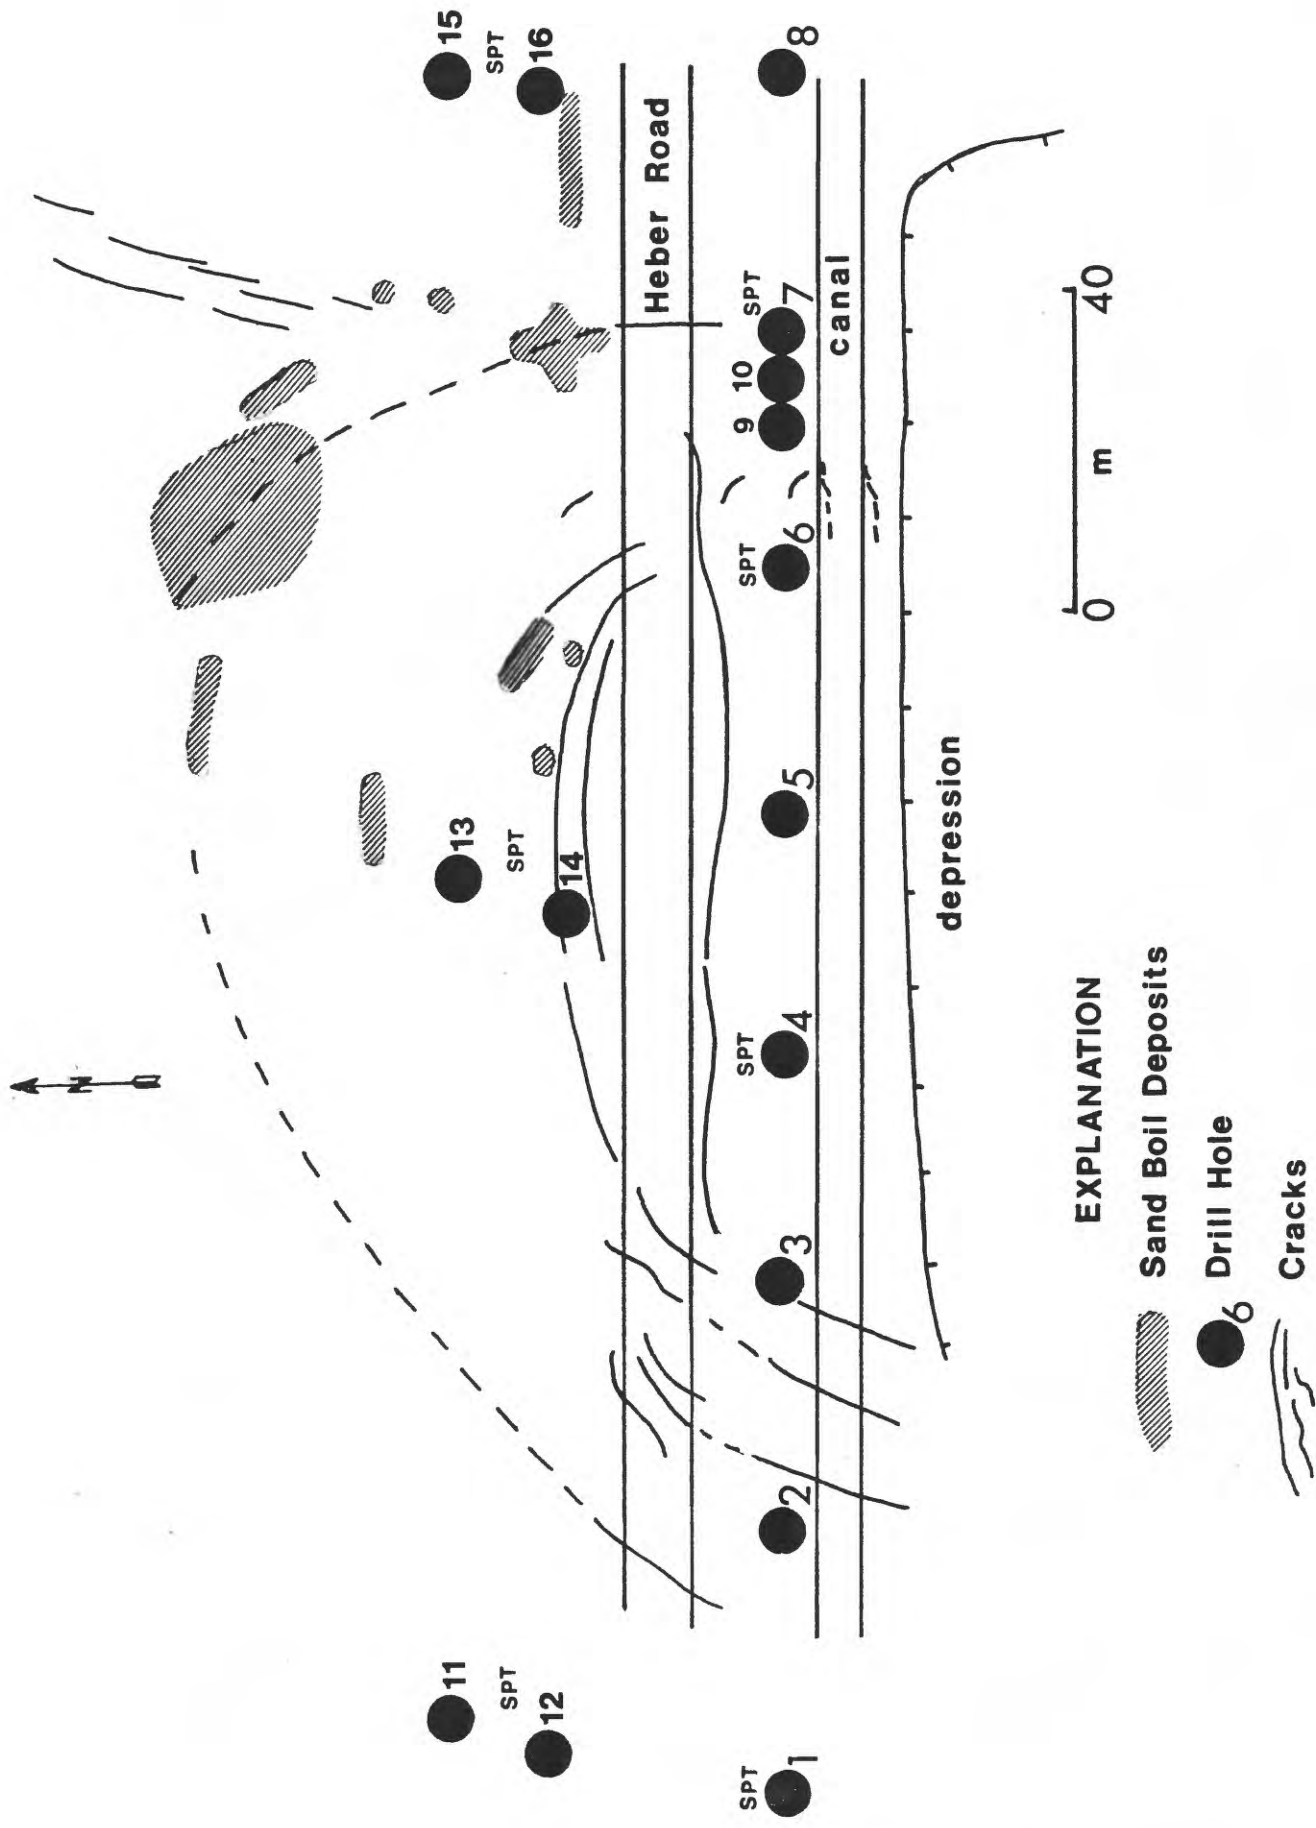 15
SPT
16
8
Heber Road
SPT
7
10
9
canal
SPT
6
5
depression
13
SPT
14
SPT
4
3
2
11
SPT
12
SPT
1
N
0
m
40
EXPLANATION
Sand Boil Deposits
6
Drill Hole
Cracks